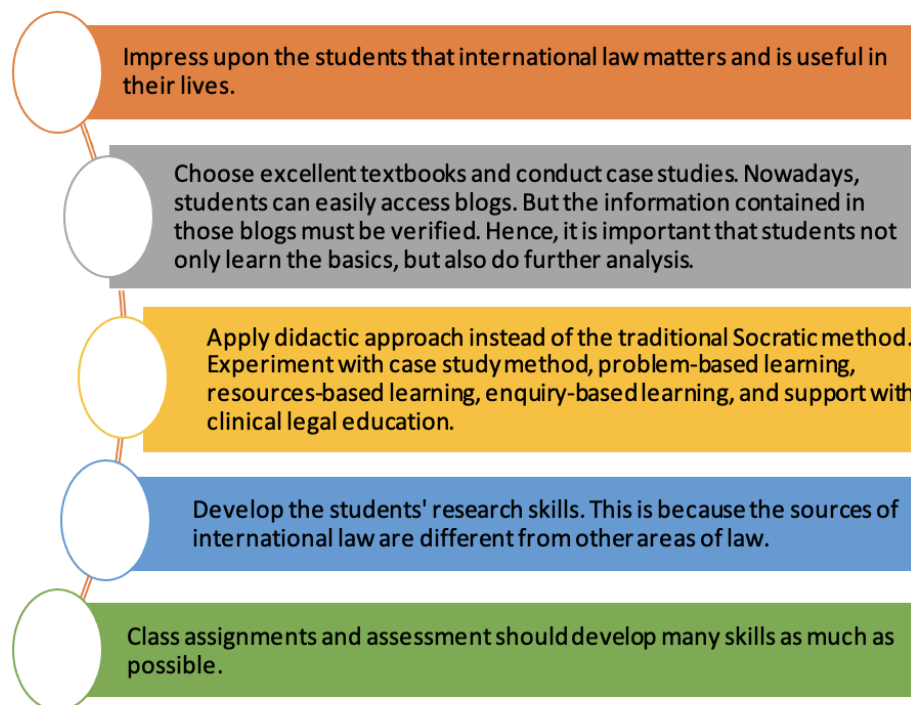 Impress upon the students that international law matters and is useful in
their lives.
Choose excellent textbooks and conduct case studies. Nowadays,
students can easily access blogs. But the information contained in
those blogs must be verified. Hence, it is important that students not
only learn the basics, but also do further analysis.
Apply didactic approach instead of the traditional Socratic method.
Experiment with case study method, problem-based learning,
resources-based learning, enquiry-based learning, and support with
clinical legal education.
Develop the students' research skills. This is because the sources of
international law are different from other areas of law.
Class assignments and assessment should develop many skills as much as
possible.